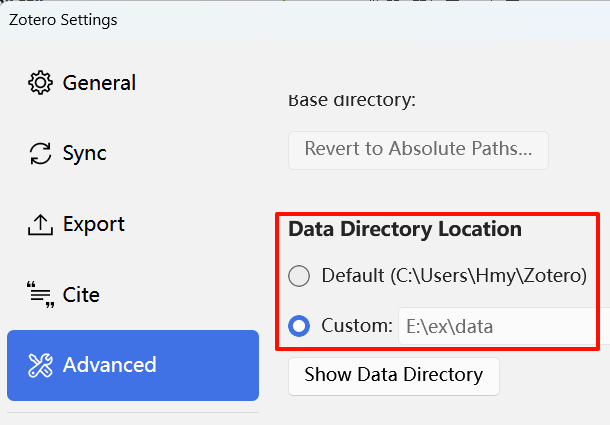 Zotero Settings
General
Sync
Export
Cite
Advanced
Base directory:
Revert to Absolute Paths...
Data Directory Location
Default (C:\Users\Hmy\Zotero)
Custom: E:\ex\data
Show Data Directory